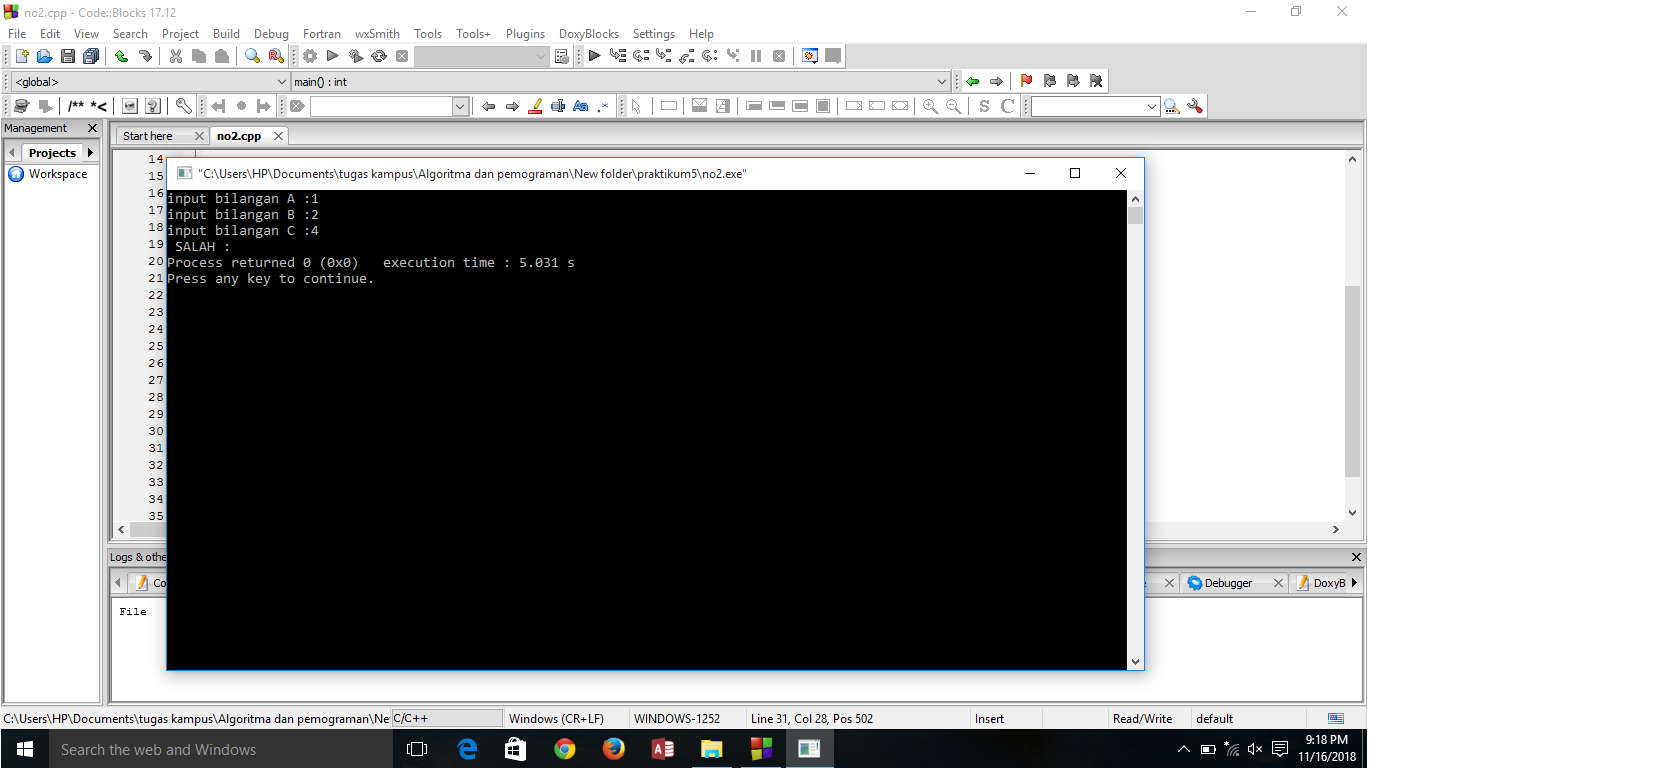 no2.cpp - Code::Blocks 17.12
File Edit View Search Project Build Debug Fortran wxSmith Tools Tools+ Plugins DoxyBlocks Settings Help
<global> main() : int
/** *<
Aa .*
S C
Management
Start here no2.cpp
Projects
Workspace
14
15
16
17
18
19
20
21
22
23
24
25
26
27
28
29
30
31
32
33
34
35
"C:\Users\HP\Documents\tugas kampus\Algoritma dan pemograman\New folder\praktikum5\no2.exe"
input bilangan A :1
input bilangan B :2
input bilangan C :4
SALAH :
Process returned 0 (0x0)   execution time : 5.031 s
Press any key to continue.
Logs & othe
Co Debugger DoxyB
File
C:\Users\HP\Documents\tugas kampus\Algoritma dan pemograman\Ne C/C++ Windows (CR+LF) WINDOWS-1252 Line 31, Col 28, Pos 502 Insert Read/Write default
Search the web and Windows
9:18 PM
11/16/2018